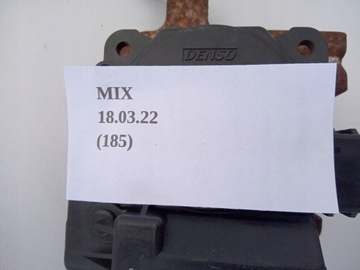 DENSO
MIX
18.03.22
(185)